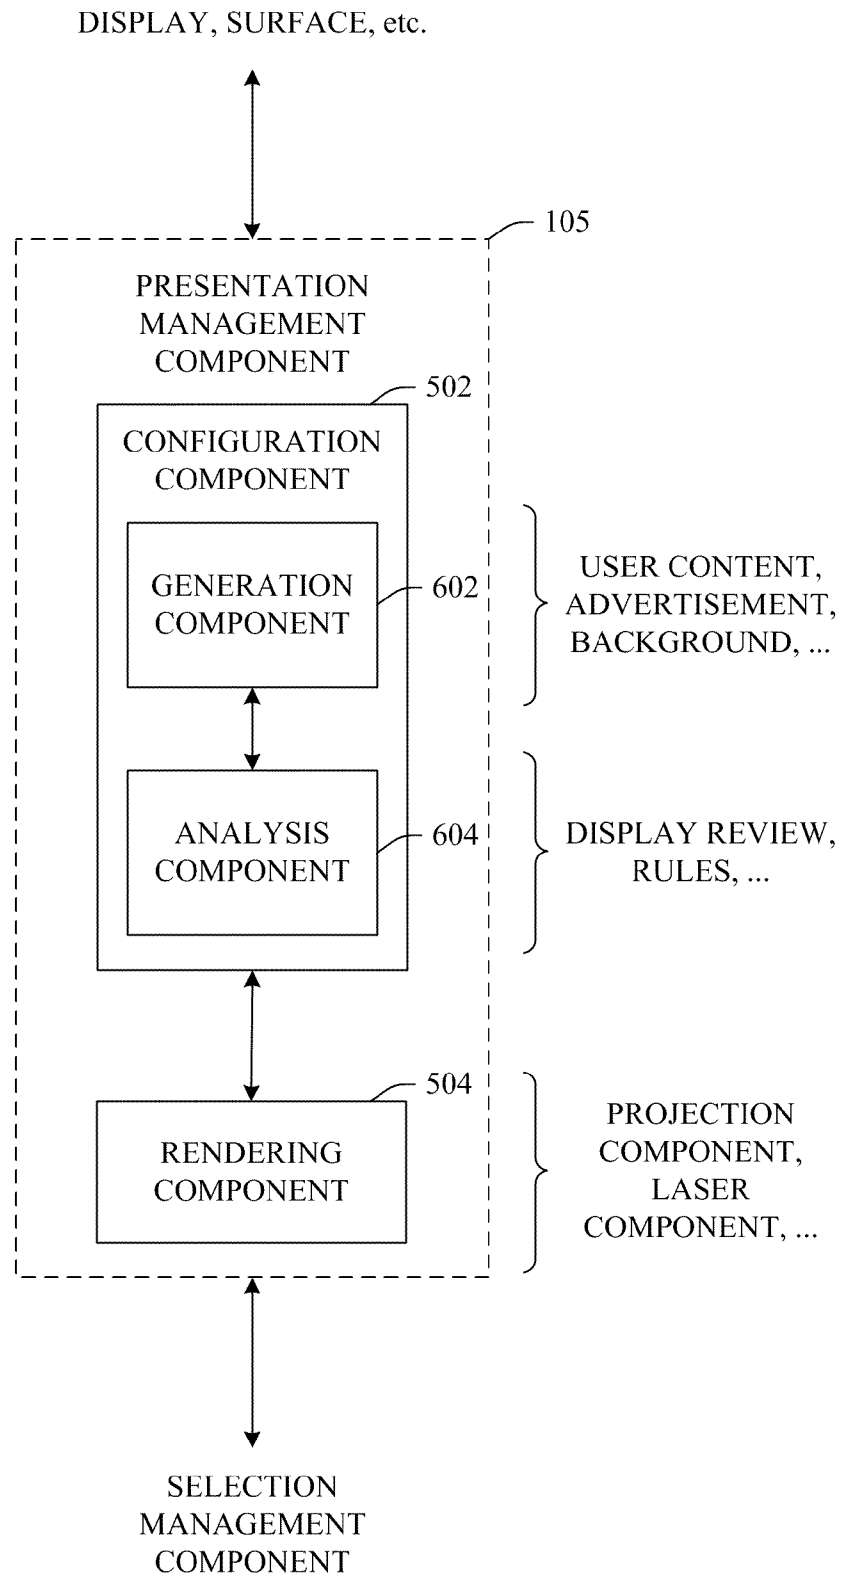 DISPLAY, SURFACE, etc.
105
PRESENTATION
MANAGEMENT
COMPONENT
502
CONFIGURATION
COMPONENT
GENERATION
COMPONENT
602
USER CONTENT,
ADVERTISEMENT,
BACKGROUND, ...
ANALYSIS
COMPONENT
604
DISPLAY REVIEW,
RULES, ...
504
RENDERING
COMPONENT
PROJECTION
COMPONENT,
LASER
COMPONENT, ...
SELECTION
MANAGEMENT
COMPONENT